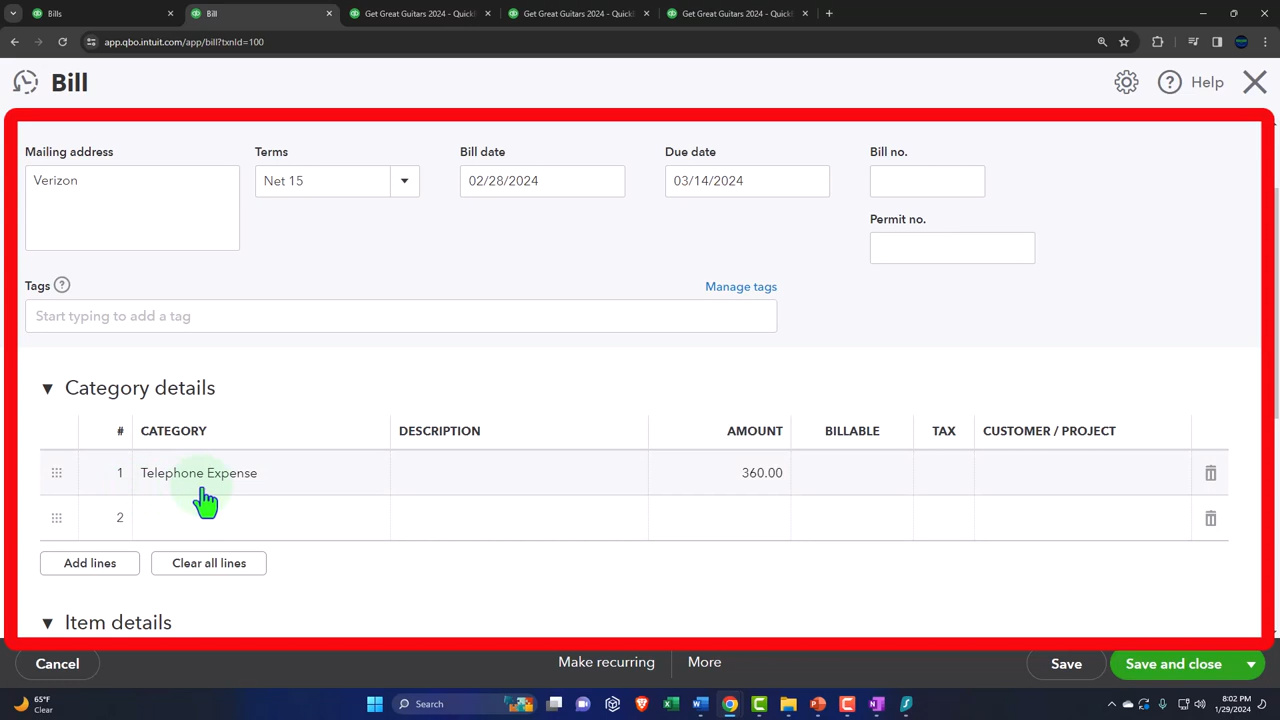 Bills
Bill
Get Great Guitars 2024 - QuickB
Get Great Guitars 2024 - QuickB
Get Great Guitars 2024 - QuickB
app.qbo.intuit.com/app/bill?txnId=100
Bill
Help
Mailing address
Terms
Bill date
Due date
Bill no.
Verizon
Net 15
02/28/2024
03/14/2024
Permit no.
Tags
Manage tags
Start typing to add a tag
Category details
# CATEGORY DESCRIPTION AMOUNT BILLABLE TAX CUSTOMER / PROJECT
1 Telephone Expense 360.00
2
Add lines
Clear all lines
Item details
Cancel
Make recurring
More
Save
Save and close
65°F
Clear
Search
8:02 PM
1/29/2024